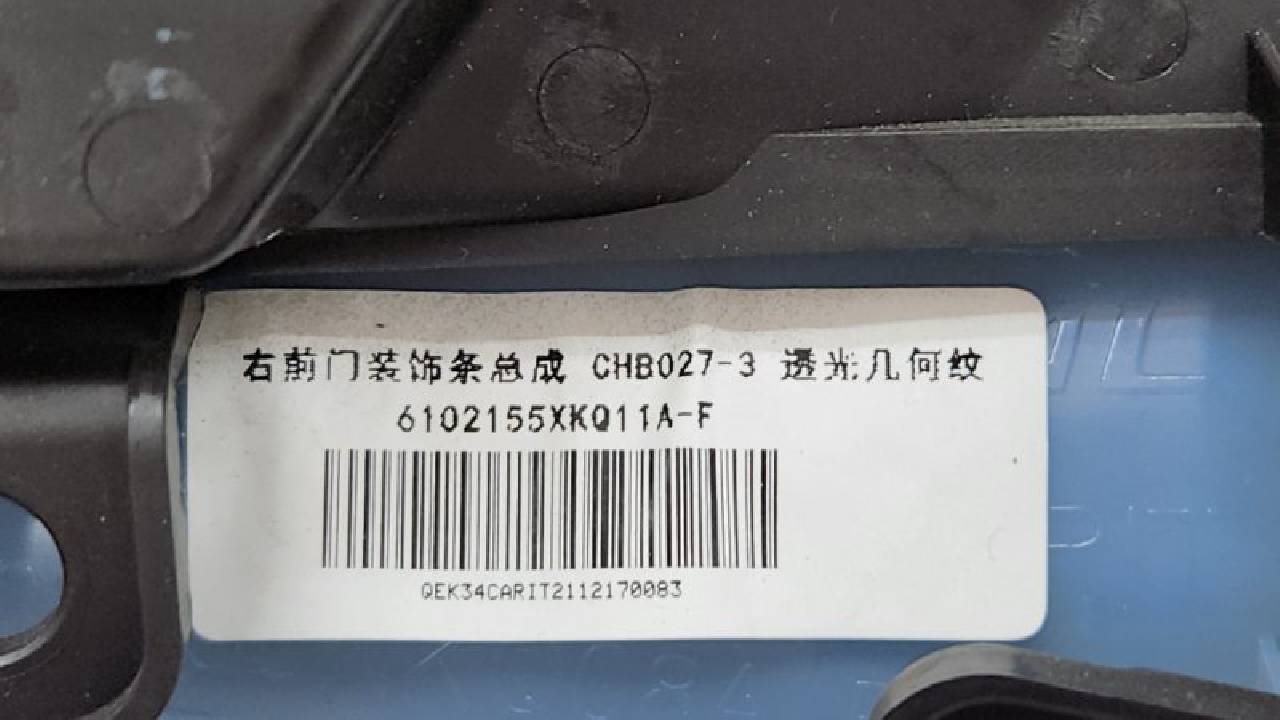 右前门装饰条总成 CHB027-3 透光几何纹
6102155XKQ11A-F
QEK34CARIT2112170083